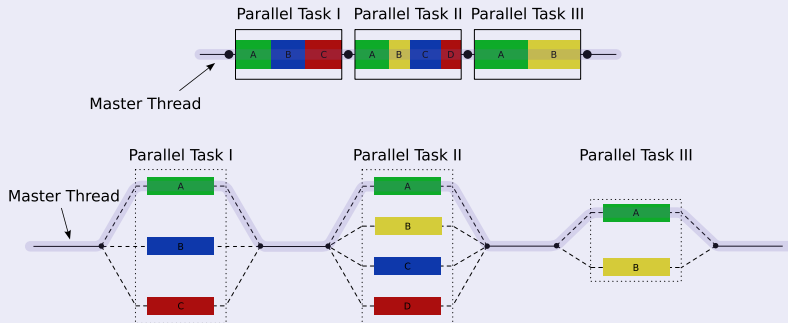 Parallel Task I
Parallel Task II
Parallel Task III
A B C
A B C D
A B
Master Thread
Parallel Task I
Parallel Task II
Parallel Task III
Master Thread
A
B
C
A
B
C
D
A
B